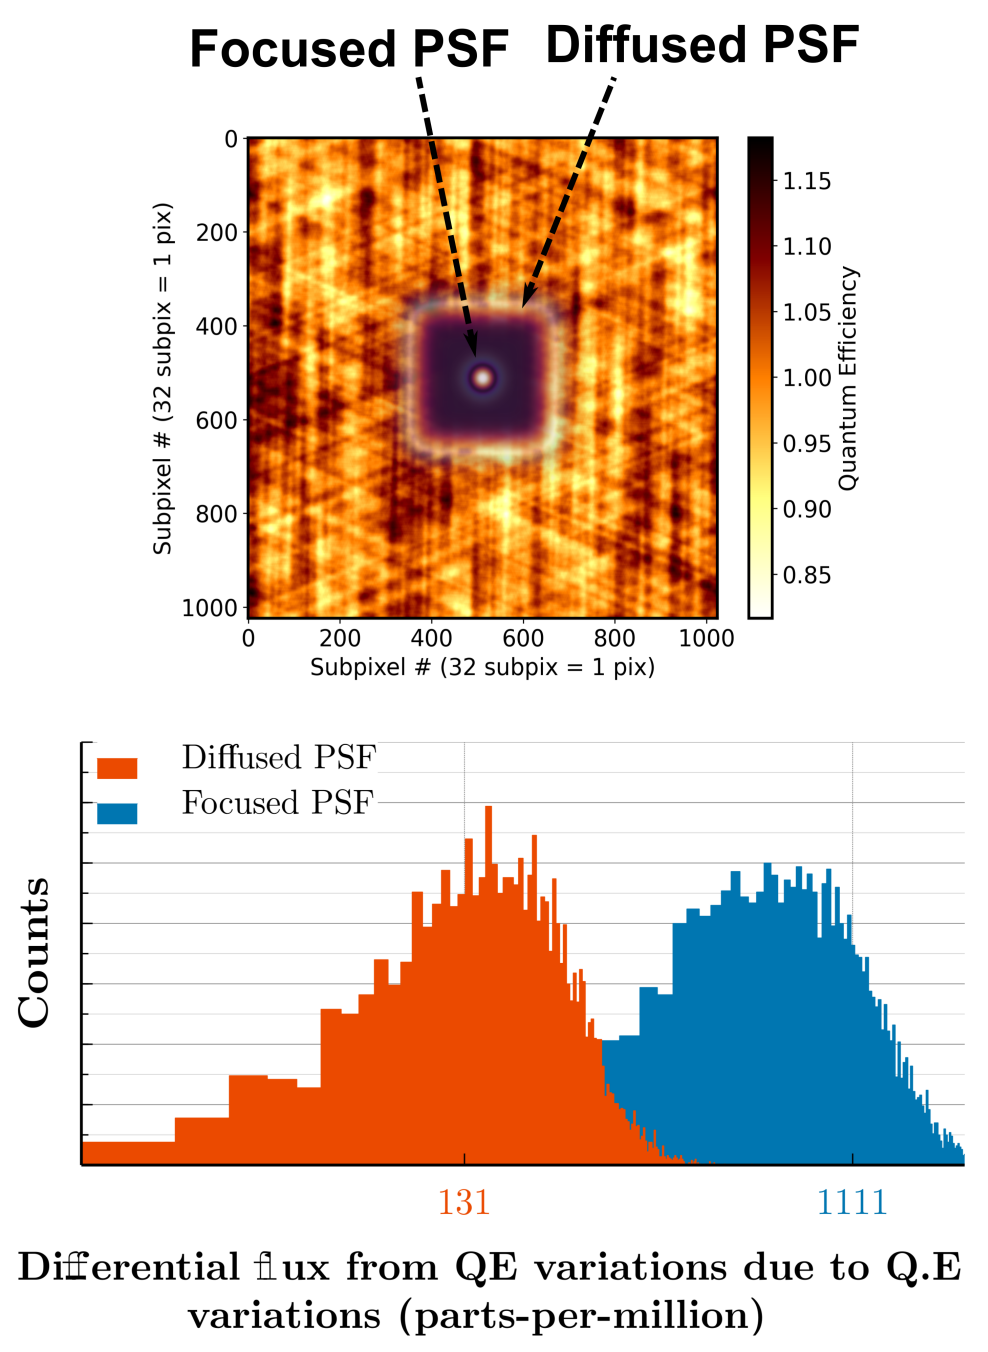 Focused PSF Diffused PSF
0
200
400
600
800
1000
Subpixel # (32 subpix = 1 pix)
0 200 400 600 800 1000
Subpixel # (32 subpix = 1 pix)
1.15
1.10
1.05
1.00
0.95
0.90
0.85
Quantum Efficiency
Diffused PSF
Focused PSF
Counts
131 1111
Differential flux from QE variations due to Q.E
variations (parts-per-million)